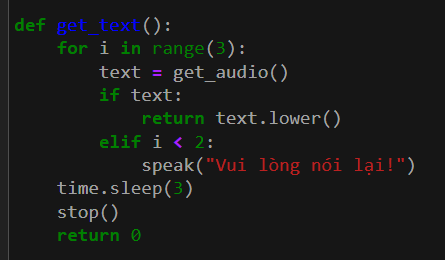 def get_text():
    for i in range(3):
        text = get_audio()
        if text:
            return text.lower()
        elif i < 2:
            speak("Vui lòng nói lại!")
    time.sleep(3)
    stop()
    return 0